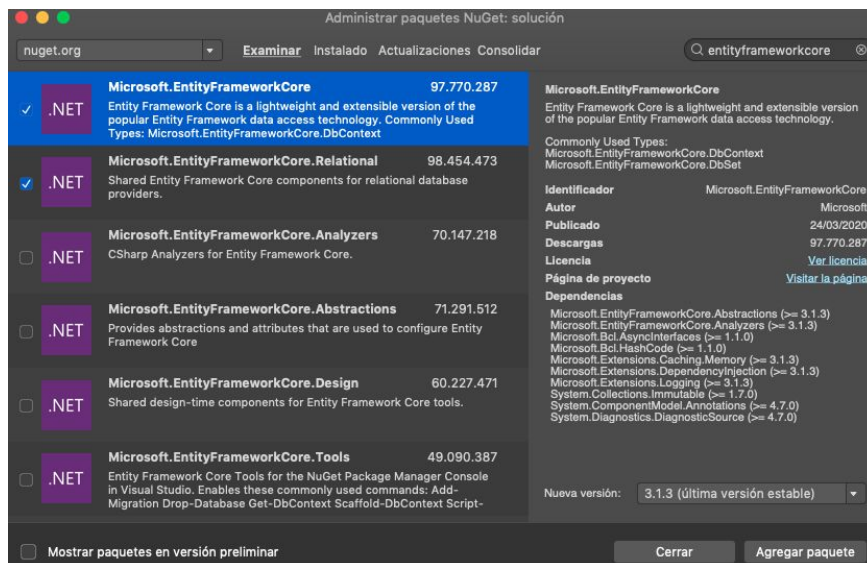 Administrar paquetes NuGet: solución
nuget.org
Examinar Instalado Actualizaciones Consolidar
entityframeworkcore
.NET
Microsoft.EntityFrameworkCore 97.770.287
Entity Framework Core is a lightweight and extensible version of the
popular Entity Framework data access technology. Commonly Used
Types: Microsoft.EntityFrameworkCore.DbContext
.NET
Microsoft.EntityFrameworkCore.Relational 98.454.473
Shared Entity Framework Core components for relational database
providers.
.NET
Microsoft.EntityFrameworkCore.Analyzers 70.147.218
CSharp Analyzers for Entity Framework Core.
.NET
Microsoft.EntityFrameworkCore.Abstractions 71.291.512
Provides abstractions and attributes that are used to configure Entity
Framework Core
.NET
Microsoft.EntityFrameworkCore.Design 60.227.471
Shared design-time components for Entity Framework Core tools.
.NET
Microsoft.EntityFrameworkCore.Tools 49.090.387
Entity Framework Core Tools for the NuGet Package Manager Console
in Visual Studio. Enables these commonly used commands: Add-
Migration Drop-Database Get-DbContext Scaffold-DbContext Script-
Microsoft.EntityFrameworkCore
Entity Framework Core is a lightweight and extensible version
of the popular Entity Framework data access technology.
Commonly Used Types:
Microsoft.EntityFrameworkCore.DbContext
Microsoft.EntityFrameworkCore.DbSet
Identificador Microsoft.EntityFrameworkCore
Autor Microsoft
Publicado 24/03/2020
Descargas 97.770.287
Licencia Ver licencia
Página de proyecto Visitar la página
Dependencias
Microsoft.EntityFrameworkCore.Abstractions (>= 3.1.3)
Microsoft.EntityFrameworkCore.Analyzers (>= 3.1.3)
Microsoft.Bcl.AsyncInterfaces (>= 1.1.0)
Microsoft.Bcl.HashCode (>= 1.1.0)
Microsoft.Extensions.Caching.Memory (>= 3.1.3)
Microsoft.Extensions.DependencyInjection (>= 3.1.3)
Microsoft.Extensions.Logging (>= 3.1.3)
System.Collections.Immutable (>= 1.7.0)
System.ComponentModel.Annotations (>= 4.7.0)
System.Diagnostics.DiagnosticSource (>= 4.7.0)
Nueva versión: 3.1.3 (última versión estable)
Mostrar paquetes en versión preliminar
Cerrar
Agregar paquete